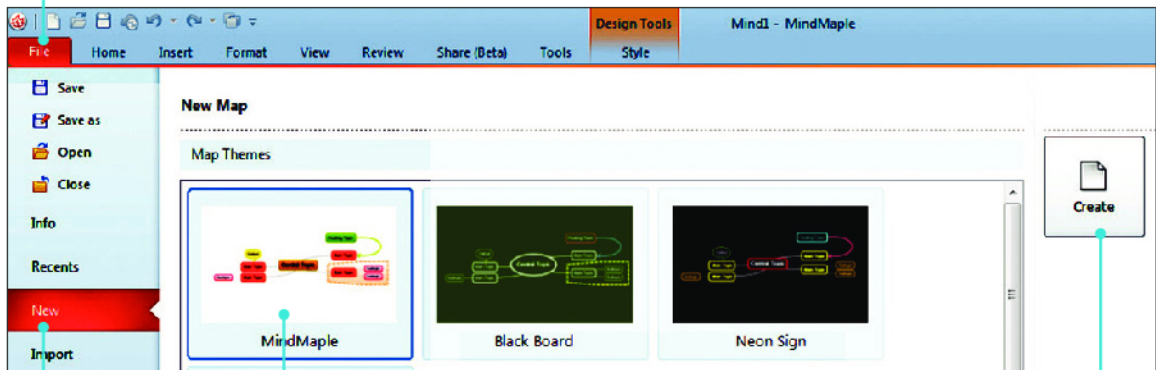 Design Tools
Mind1 - MindMaple
File Home Insert Format View Review Share (Beta) Tools Style
Save
Save as
Open
Close
Info
Recents
New
Import
New Map
Map Themes
MindMaple
Black Board
Neon Sign
Create